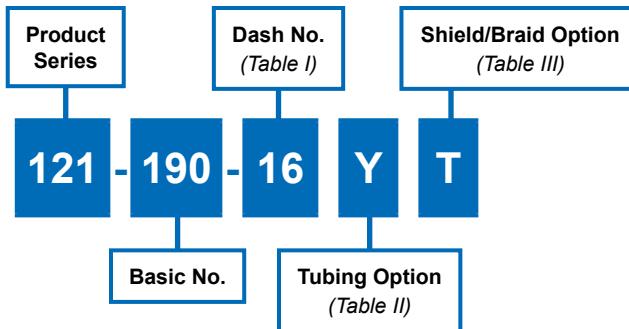 Product
Series
Dash No.
(Table I)
Shield/Braid Option
(Table III)
121 - 190 - 16 Y T
Basic No.
Tubing Option
(Table II)